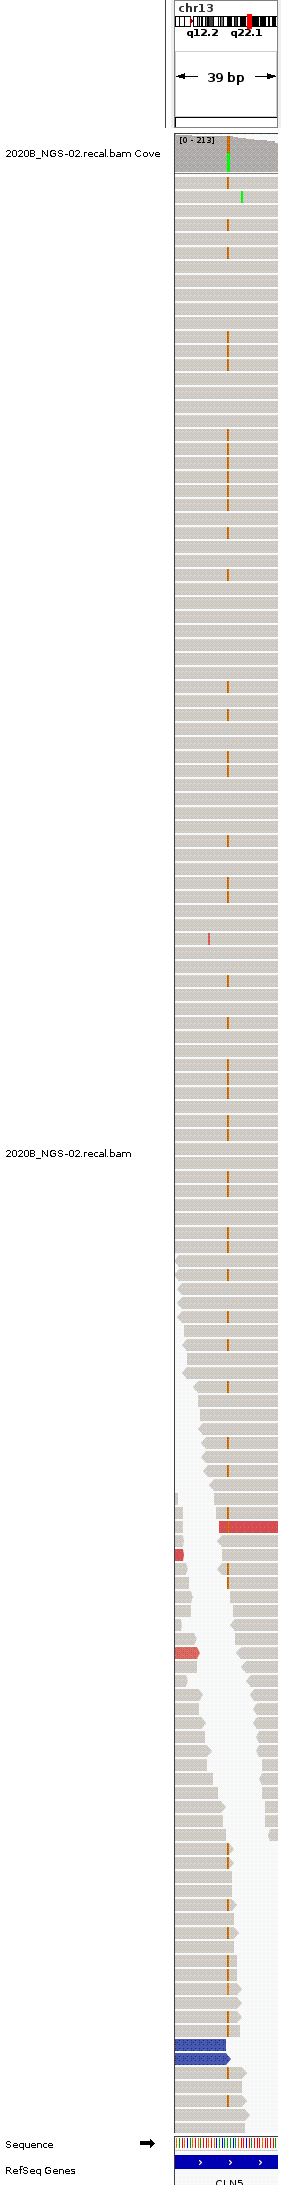 chr13
q12.2 q22.1
39 bp
[0 - 213]
2020B_NGS-02.recal.bam Cove
2020B_NGS-02.recal.bam
Sequence
RefSeq Genes
CLN5